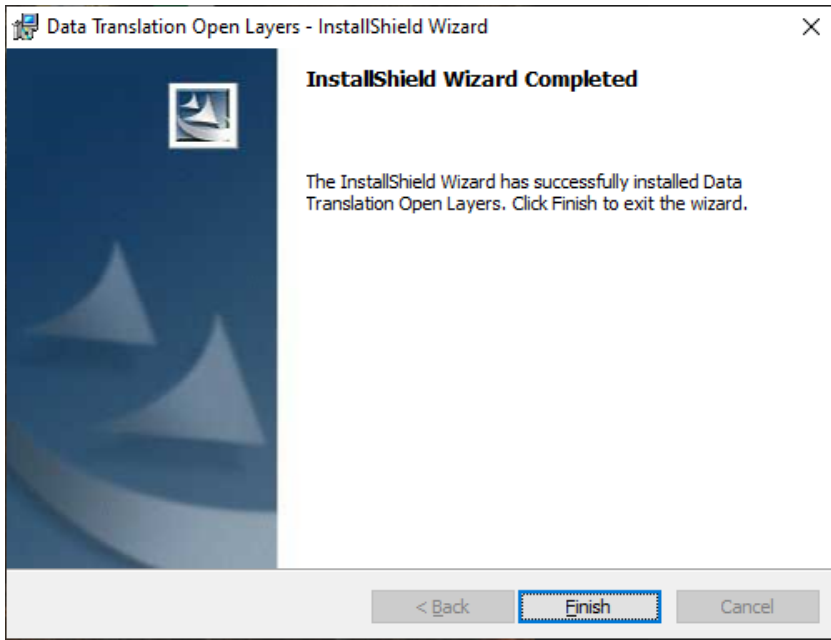 Data Translation Open Layers - InstallShield Wizard
InstallShield Wizard Completed
The InstallShield Wizard has successfully installed Data
Translation Open Layers. Click Finish to exit the wizard.
< Back
Finish
Cancel